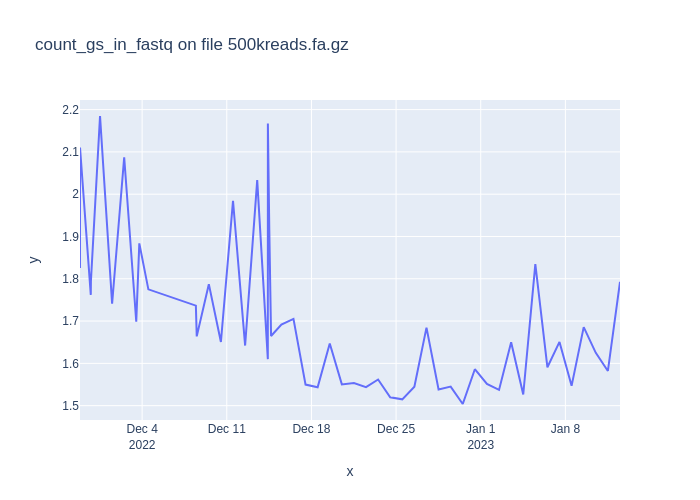 count_gs_in_fastq on file 500kreads.fa.gz
2.2
2.1
2
1.9
1.8
1.7
1.6
1.5
y
Dec 4 Dec 11 Dec 18 Dec 25 Jan 1 Jan 8
2022 2023
x